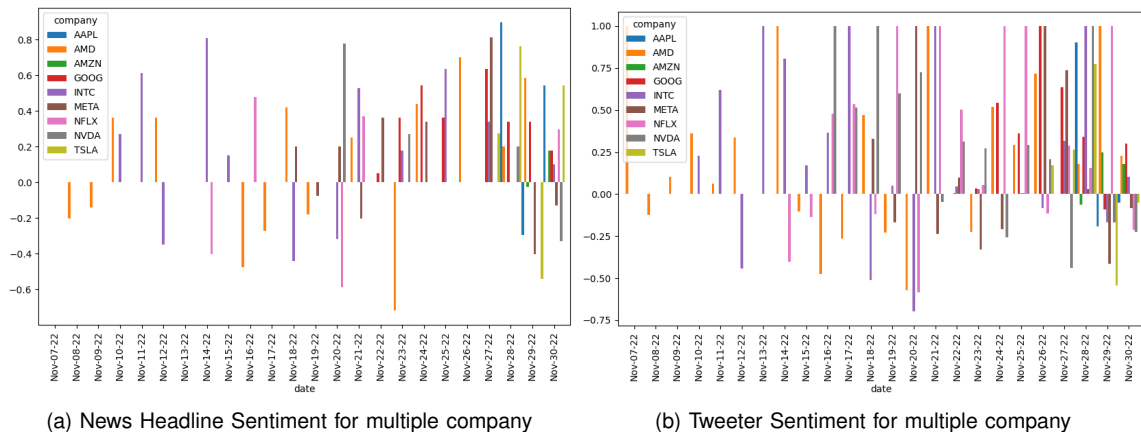 company
AAPL
AMD
AMZN
GOOG
INTC
META
NFLX
NVDA
TSLA
0.8
0.6
0.4
0.2
0.0
−0.2
−0.4
−0.6
Nov-07-22
Nov-08-22
Nov-09-22
Nov-10-22
Nov-11-22
Nov-12-22
Nov-13-22
Nov-14-22
Nov-15-22
Nov-16-22
Nov-17-22
Nov-18-22
Nov-19-22
Nov-20-22
Nov-21-22
Nov-22-22
Nov-23-22
Nov-24-22
Nov-25-22
Nov-26-22
Nov-27-22
Nov-28-22
Nov-29-22
Nov-30-22
date
(a) News Headline Sentiment for multiple company
company
AAPL
AMD
AMZN
GOOG
INTC
META
NFLX
NVDA
TSLA
1.00
0.75
0.50
0.25
0.00
−0.25
−0.50
−0.75
Nov-07-22
Nov-08-22
Nov-09-22
Nov-10-22
Nov-11-22
Nov-12-22
Nov-13-22
Nov-14-22
Nov-15-22
Nov-16-22
Nov-17-22
Nov-18-22
Nov-19-22
Nov-20-22
Nov-21-22
Nov-22-22
Nov-23-22
Nov-24-22
Nov-25-22
Nov-26-22
Nov-27-22
Nov-28-22
Nov-29-22
Nov-30-22
date
(b) Tweeter Sentiment for multiple company